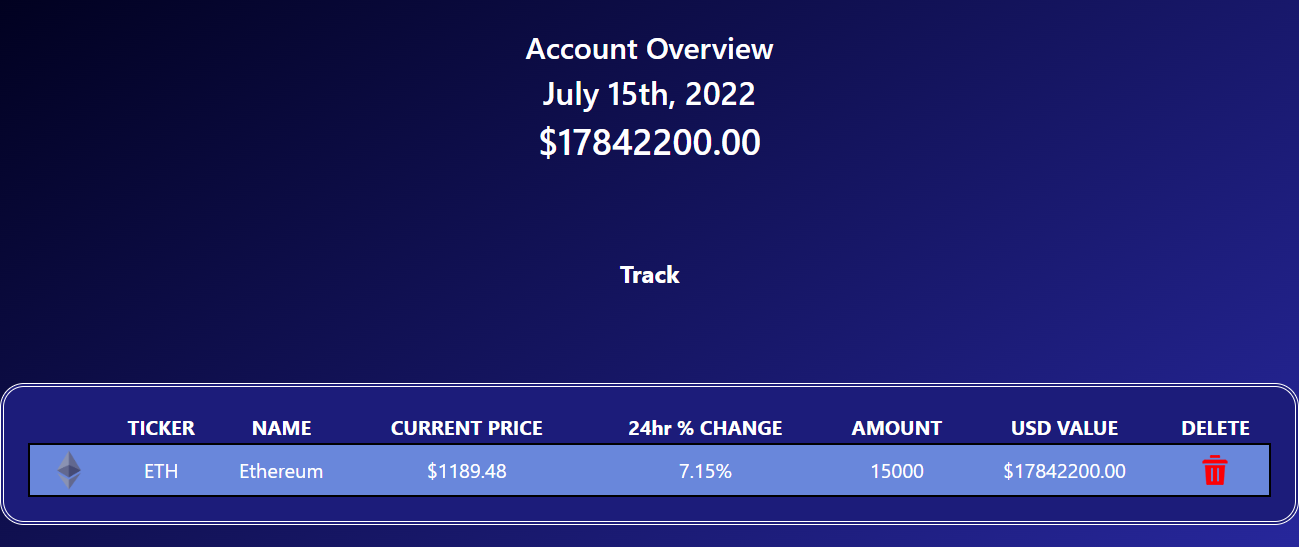 Account Overview
July 15th, 2022
$17842200.00
Track
TICKER NAME CURRENT PRICE 24hr % CHANGE AMOUNT USD VALUE DELETE
ETH Ethereum $1189.48 7.15% 15000 $17842200.00